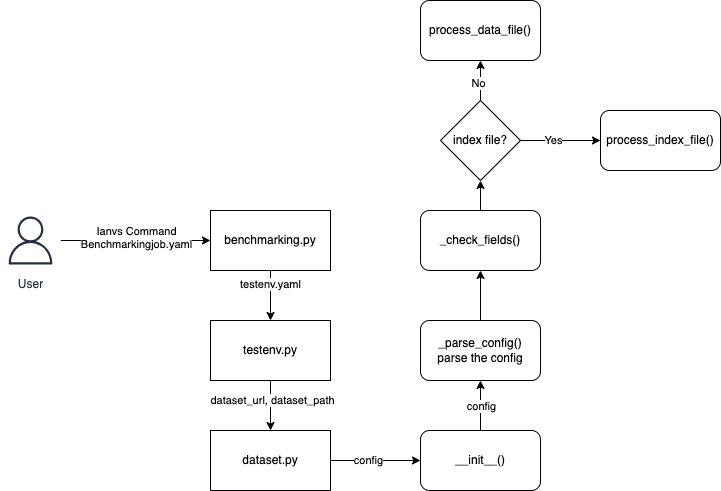 process_data_file()
No
index file?
Yes
process_index_file()
Ianvs Command
Benchmarkingjob.yaml
benchmarking.py
_check_fields()
User
testenv.yaml
testenv.py
_parse_config()
parse the config
dataset_url, dataset_path
config
dataset.py
config
__init__()